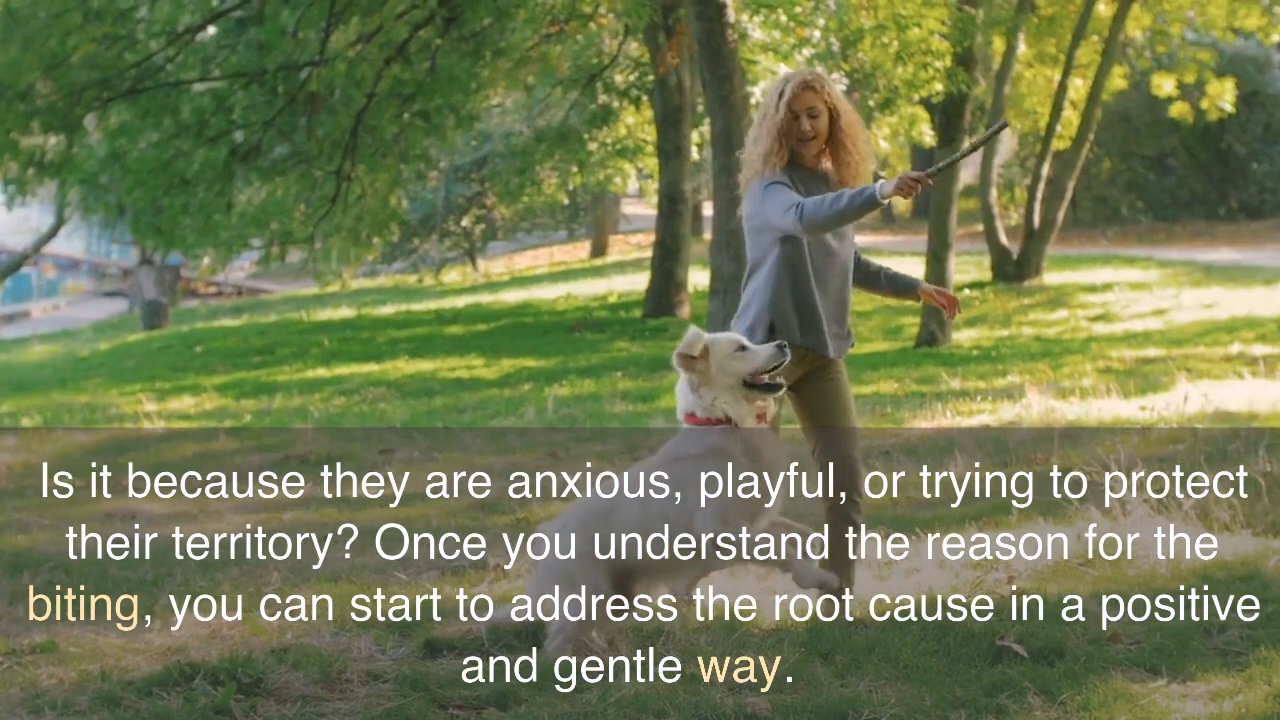 Is it because they are anxious, playful, or trying to protect
their territory? Once you understand the reason for the
biting, you can start to address the root cause in a positive
and gentle way.